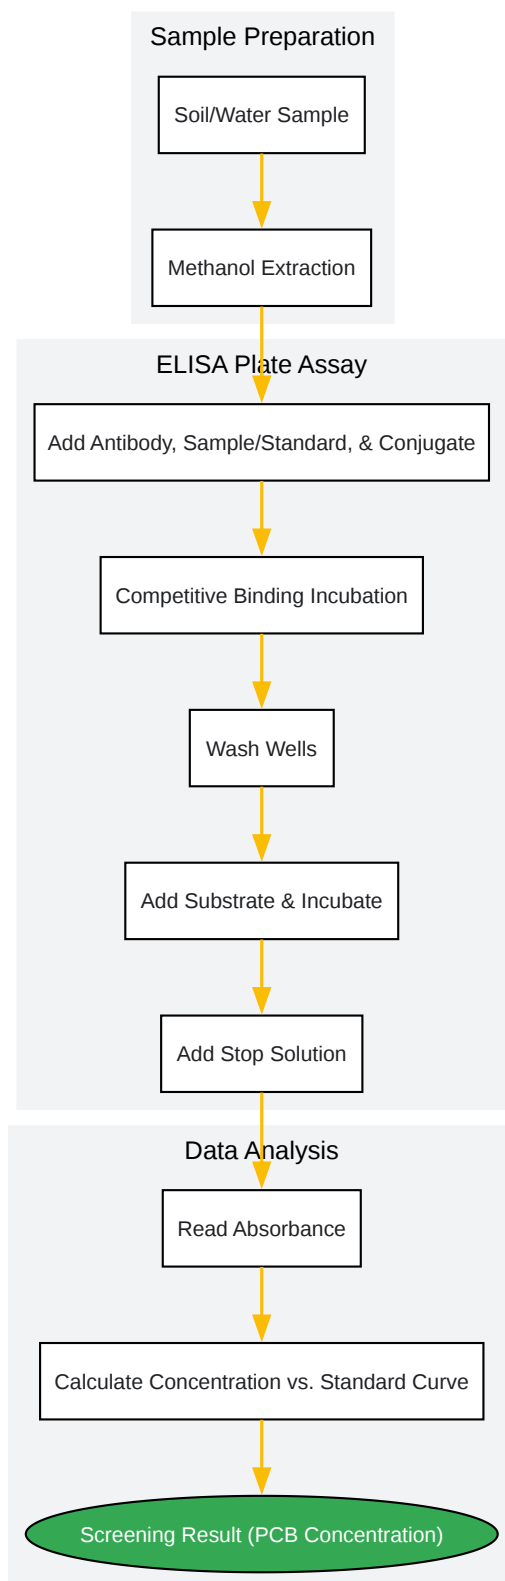 Sample Preparation
Soil/Water Sample
Methanol Extraction
ELISA Plate Assay
Add Antibody, Sample/Standard, & Conjugate
Competitive Binding Incubation
Wash Wells
Add Substrate & Incubate
Add Stop Solution
Data Analysis
Read Absorbance
Calculate Concentration vs. Standard Curve
Screening Result (PCB Concentration)